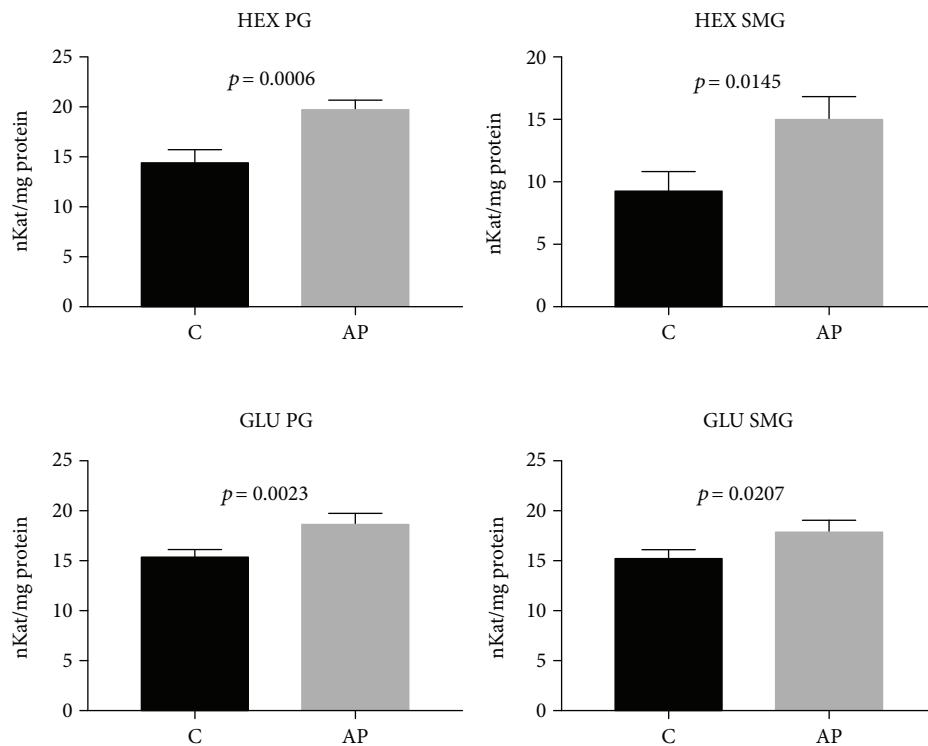 HEX PG
nKat/mg protein
25
20
15
10
5
0
p = 0.0006
C
AP
HEX SMG
nKat/mg protein
20
15
10
5
0
p = 0.0145
C
AP
GLU PG
nKat/mg protein
25
20
15
10
5
0
p = 0.0023
C
AP
GLU SMG
nKat/mg protein
25
20
15
10
5
0
p = 0.0207
C
AP